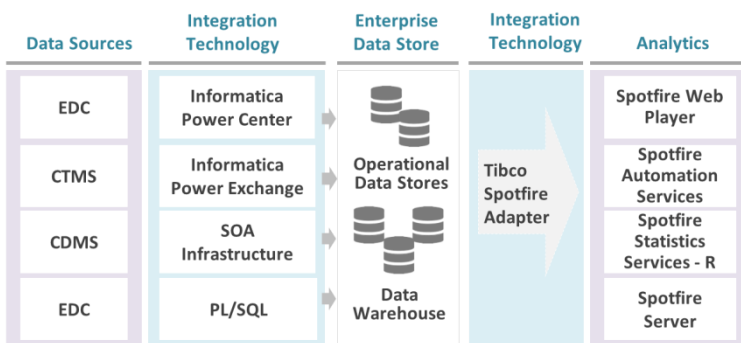 Data Sources
Integration
Technology
Enterprise
Data Store
Integration
Technology
Analytics
EDC
CTMS
CDMS
EDC
Informatica
Power Center
Informatica
Power Exchange
SOA
Infrastructure
PL/SQL
Operational
Data Stores
Data
Warehouse
Tibco
Spotfire
Adapter
Spotfire Web
Player
Spotfire
Automation
Services
Spotfire
Statistics
Services - R
Spotfire
Server